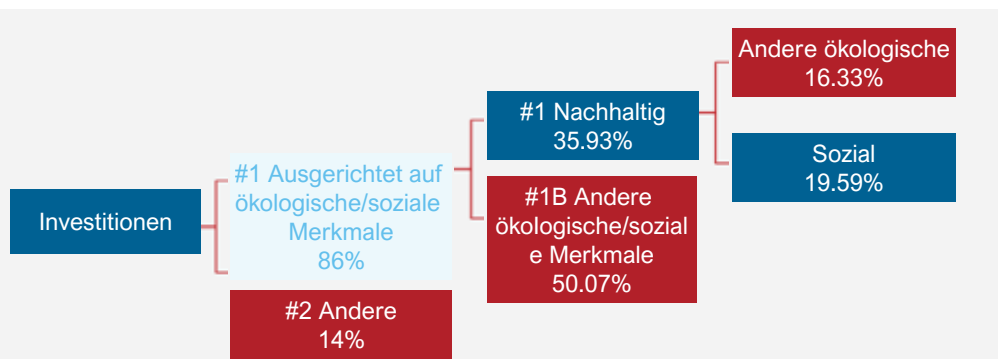 Investitionen
#1 Ausgerichtet auf
ökologische/soziale
Merkmale
86%
#2 Andere
14%
#1 Nachhaltig
35.93%
#1B Andere
ökologische/sozial
e Merkmale
50.07%
Andere ökologische
16.33%
Sozial
19.59%